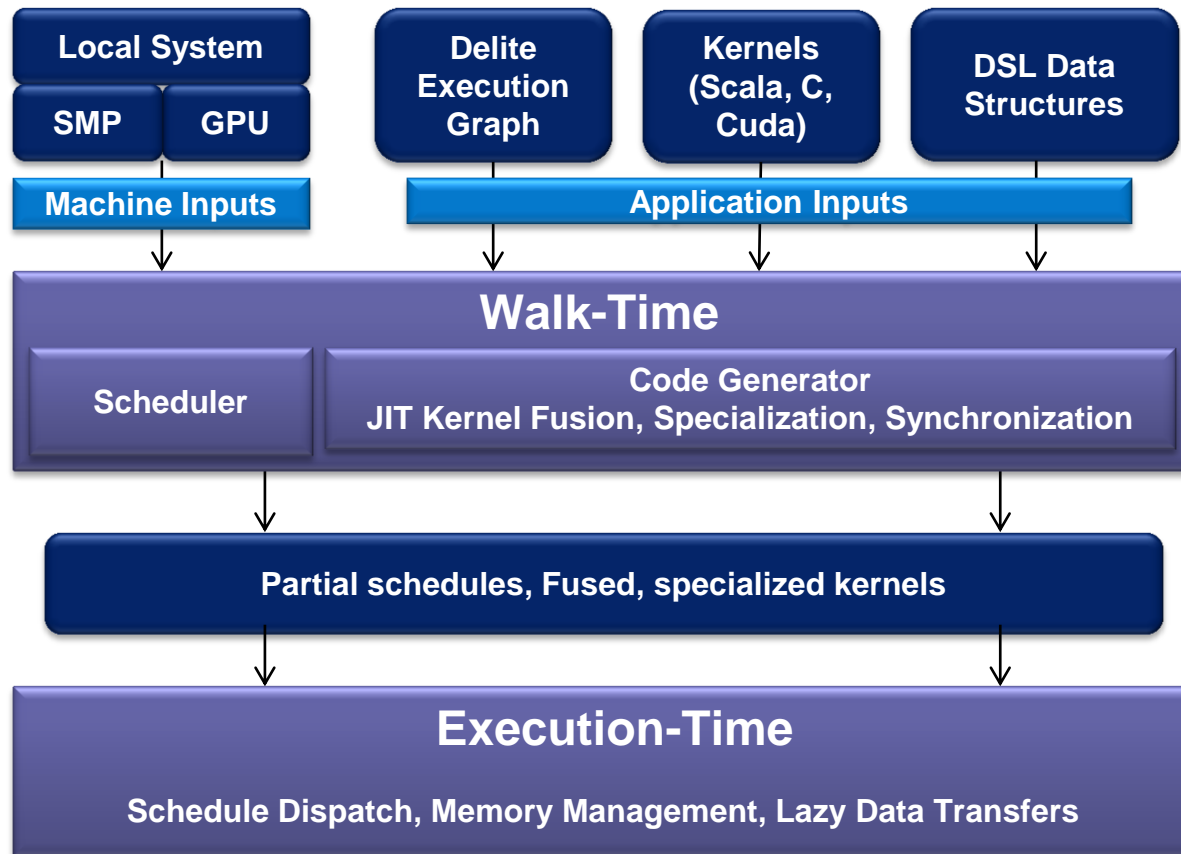 Local System
SMP
GPU
Delite
Execution
Graph
Kernels
(Scala, C,
Cuda)
DSL Data
Structures
Machine Inputs
Application Inputs
Walk-Time
Scheduler
Code Generator
JIT Kernel Fusion, Specialization, Synchronization
Partial schedules, Fused, specialized kernels
Execution-Time
Schedule Dispatch, Memory Management, Lazy Data Transfers